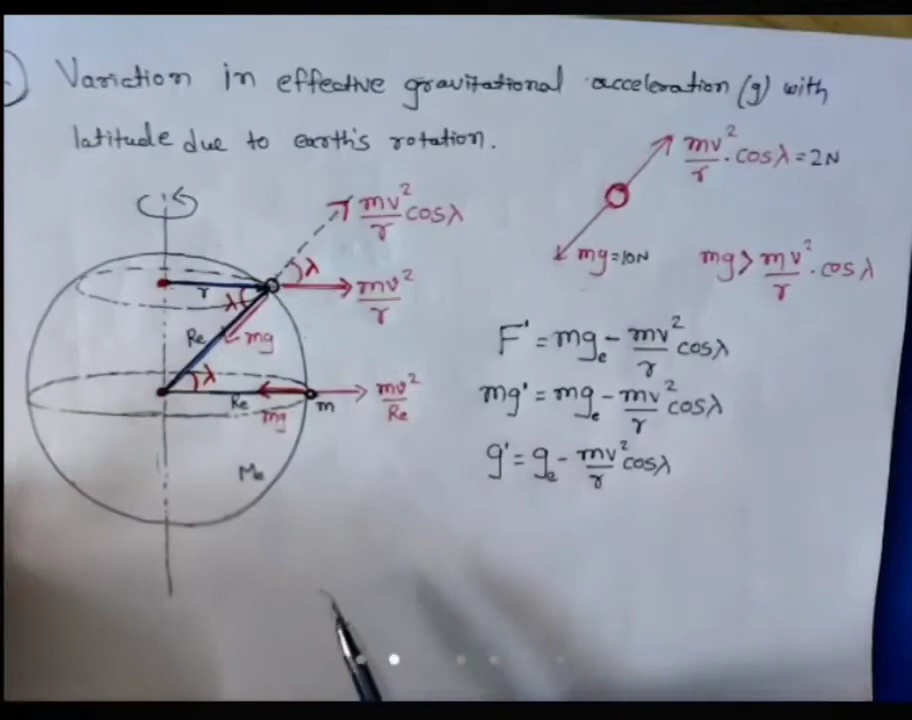 Variation in effective gravitational acceleration (g) with
latitude due to earth's rotation.
mv²/r . cosλ = 2N
mg = 10N
mg > mv²/r . cosλ
mv²/r cosλ
λ
mv²/r
r
λ
Re
mg
λ
Re
mg
m
mv²/Re
Me
F' = mgₑ - mv²/r cosλ
mg' = mgₑ - mv²/r cosλ
g' = gₑ - mv²/r cosλ